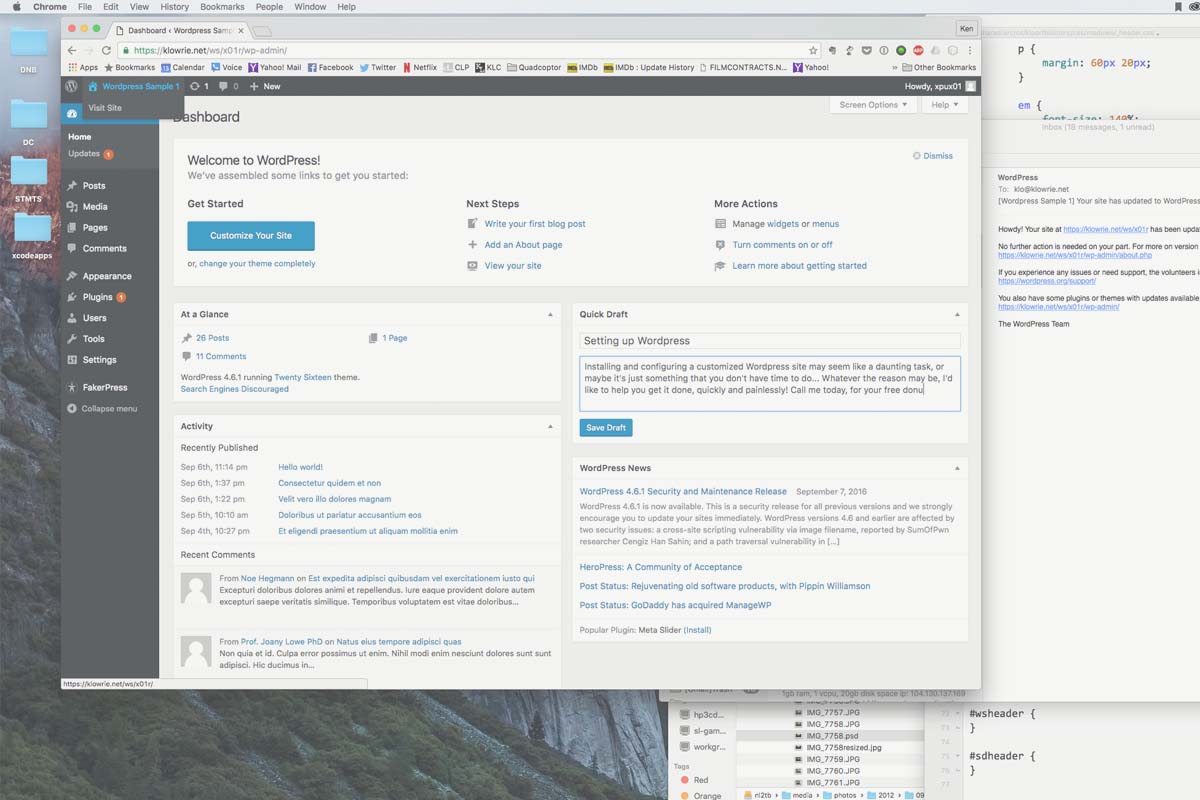 Chrome File Edit View History Bookmarks People Window Help
Dashboard ‹ Wordpress Samp
Ken
https://klowrie.net/ws/x01r/wp-admin/
Apps Bookmarks Calendar Voice Yahoo! Mail Facebook Twitter Netflix CLP KLC Quadcoptor IMDb IMDb : Update History FILMCONTRACTS.N... Yahoo! » Other Bookmarks
Wordpress Sample 1 1 0 + New Howdy, xpux01
Visit Site
Screen Options Help
Dashboard
DNB
DC
STMTS
xcodeapps
Home
Updates 1
Posts
Media
Pages
Comments
Appearance
Plugins 1
Users
Tools
Settings
FakerPress
Collapse menu
Welcome to WordPress!
Dismiss
We've assembled some links to get you started:
Get Started
Customize Your Site
or, change your theme completely
Next Steps
Write your first blog post
Add an About page
View your site
More Actions
Manage widgets or menus
Turn comments on or off
Learn more about getting started
At a Glance
26 Posts 1 Page
11 Comments
WordPress 4.6.1 running Twenty Sixteen theme.
Search Engines Discouraged
Activity
Recently Published
Sep 6th, 11:14 pm Hello world!
Sep 6th, 1:37 pm Consectetur quidem et non
Sep 6th, 1:22 pm Velit vero illo dolores magnam
Sep 5th, 10:10 am Doloribus ut pariatur accusantium eos
Sep 4th, 10:27 pm Et eligendi praesentium ut aliquam mollitia enim
Recent Comments
From Noe Hegmann on Est expedita adipisci quibusdam vel exercitationem iusto qui
Excepturi doloribus dolores animi et repellendus. Iure eaque provident dolore autem
excepturi saepe veritatis similique. Temporibus voluptatem est vitae doloribus...
From Prof. Joany Lowe PhD on Natus eius tempore adipisci quas
Non quia et id. Culpa error possimus ut enim. Nihil modi enim nesciunt dolores sunt sunt
adipisci. Hic ducimus in...
https://klowrie.net/ws/x01r/
Quick Draft
Setting up Wordpress
Installing and configuring a customized Wordpress site may seem like a daunting task, or
maybe it's just something that you don't have time to do... Whatever the reason may be, I'd
like to help you get it done, quickly and painlessly! Call me today, for your free donu
Save Draft
WordPress News
WordPress 4.6.1 Security and Maintenance Release September 7, 2016
WordPress 4.6.1 is now available. This is a security release for all previous versions and we strongly
encourage you to update your sites immediately. WordPress versions 4.6 and earlier are affected by
two security issues: a cross-site scripting vulnerability via image filename, reported by SumOfPwn
researcher Cengiz Han Sahin; and a path traversal vulnerability in [...]
HeroPress: A Community of Acceptance
Post Status: Rejuvenating old software products, with Pippin Williamson
Post Status: GoDaddy has acquired ManageWP
Popular Plugin: Meta Slider (Install)
p {
margin: 60px 20px;
}
em {
font-size: 140%
Inbox (18 messages, 1 unread)
WordPress
To: klo@klowrie.net
[Wordpress Sample 1] Your site has updated to WordPress
Howdy! Your site at https://klowrie.net/ws/x01r has been upda
No further action is needed on your part. For more on version
https://klowrie.net/ws/x01r/wp-admin/about.php
If you experience any issues or need support, the volunteers i
https://wordpress.org/support/
You also have some plugins or themes with updates available.
https://klowrie.net/ws/x01r/wp-admin/
The WordPress Team
1gb ram, 1 vcpu, 20gb disk space ip: 104.130.137.169
hp3cd...
sl-gam...
workgr...
Tags
Red
Orange
IMG_7757.JPG
IMG_7758.JPG
IMG_7758.psd
IMG_7758resized.jpg
IMG_7759.JPG
IMG_7760.JPG
IMG_7761.JPG
nl2tb › media › photos › 2012 › 09
72 #wsheader {
73 }
74
75 #sdheader {
76 }
77